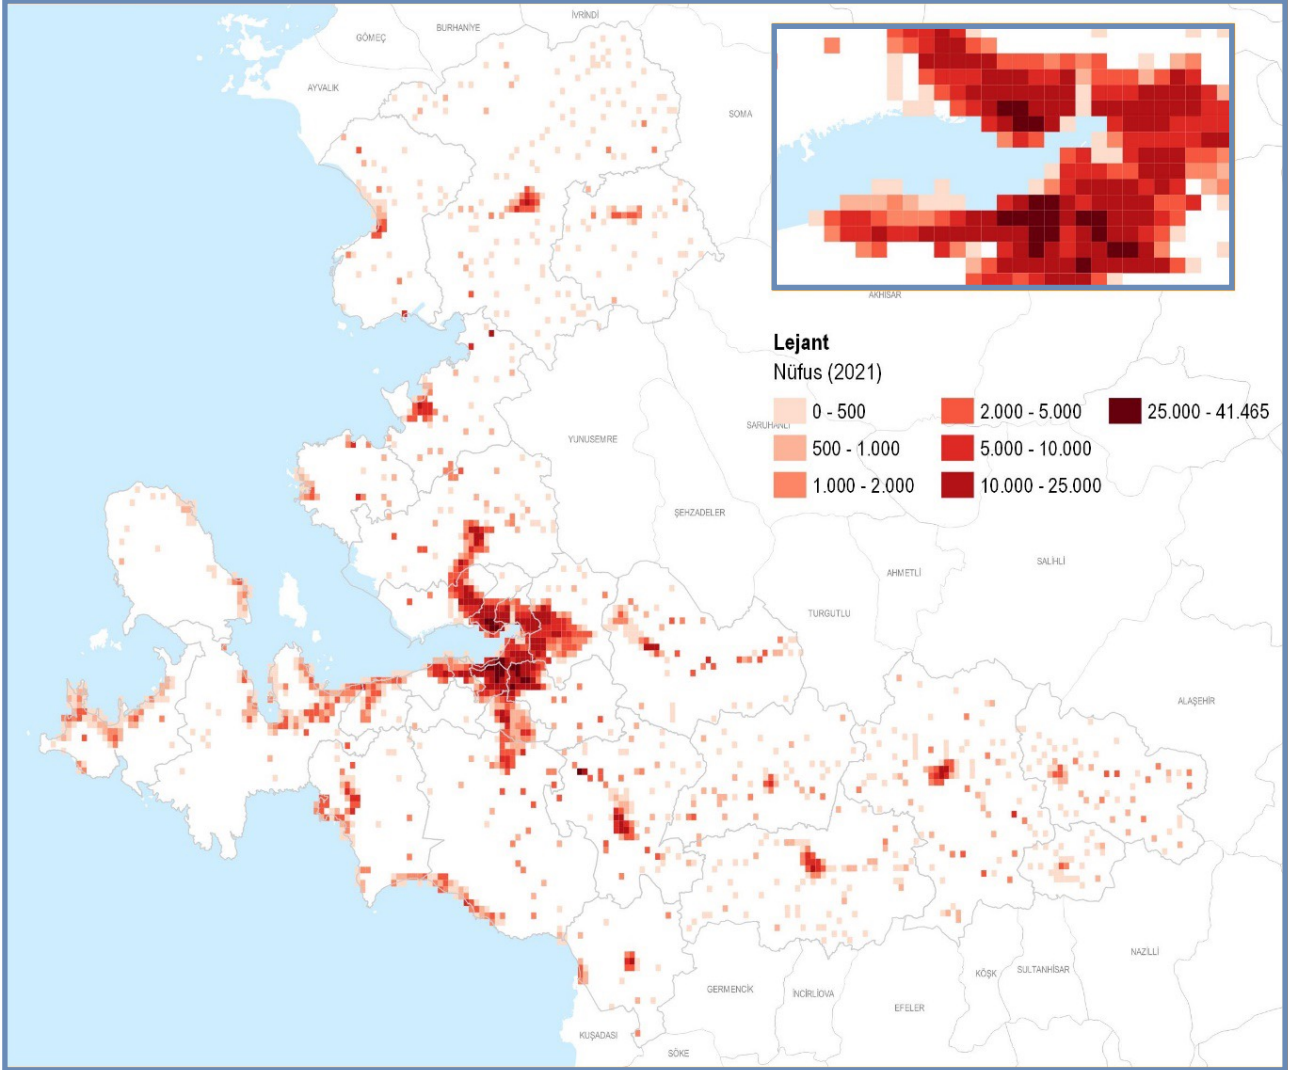 İVRİNDİ
BURHANİYE
GÖMEÇ
AYVALIK
SOMA
AKHİSAR
Lejant
Nüfus (2021)
0 - 500
2.000 - 5.000
25.000 - 41.465
SARUHANLI
500 - 1.000
5.000 - 10.000
1.000 - 2.000
10.000 - 25.000
YUNUSEMRE
ŞEHZADELER
AHMETLİ
SALİHLİ
TURGUTLU
ALAŞEHİR
NAZİLLİ
KÖŞK
SULTANHİSAR
GERMENCİK
İNCİRLİOVA
EFELER
KUŞADASI
SÖKE